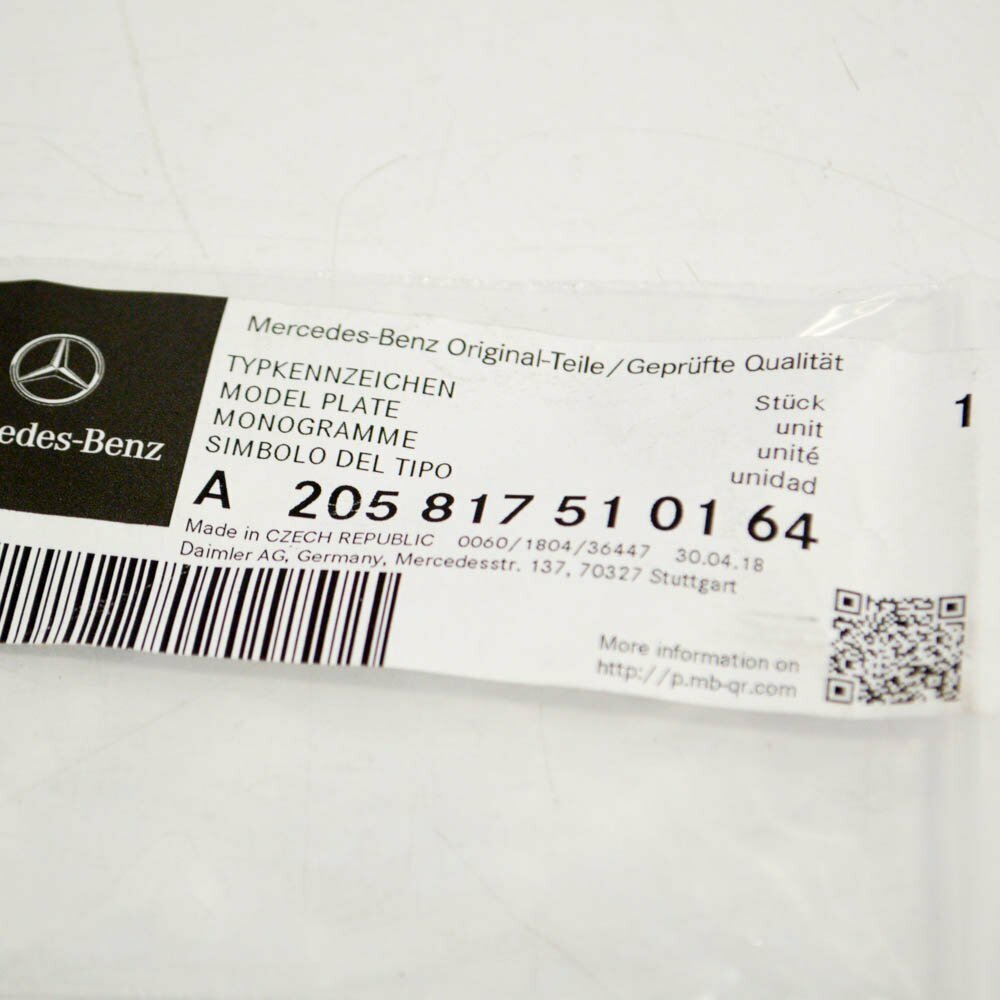 Mercedes-Benz Original-Teile/Geprüfte Qualität
TYPKENNZEICHEN
MODEL PLATE
MONOGRAMME
SIMBOLO DEL TIPO
Stück
unit
unité
unidad
1
edes-Benz
A 205 817 51 01 64
Made in CZECH REPUBLIC 0060/1804/36447 30.04.18
Daimler AG, Germany, Mercedesstr. 137, 70327 Stuttgart
More information on
http://p.mb-qr.com